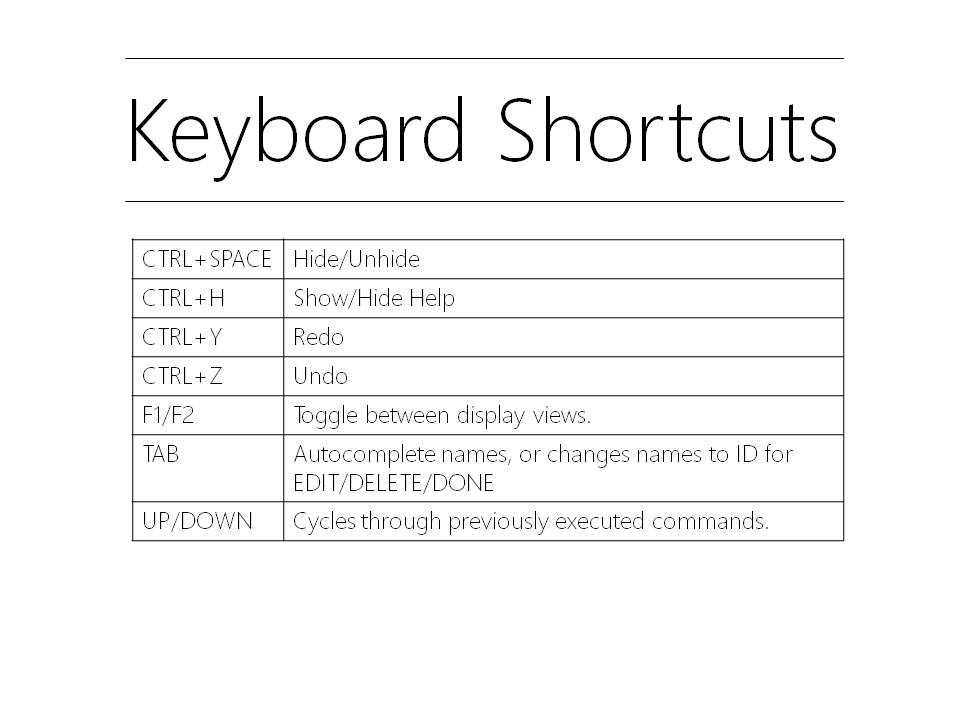 Keyboard Shortcuts
CTRL+SPACE Hide/Unhide
CTRL+H Show/Hide Help
CTRL+Y Redo
CTRL+Z Undo
F1/F2 Toggle between display views.
TAB Autocomplete names, or changes names to ID for
EDIT/DELETE/DONE
UP/DOWN Cycles through previously executed commands.